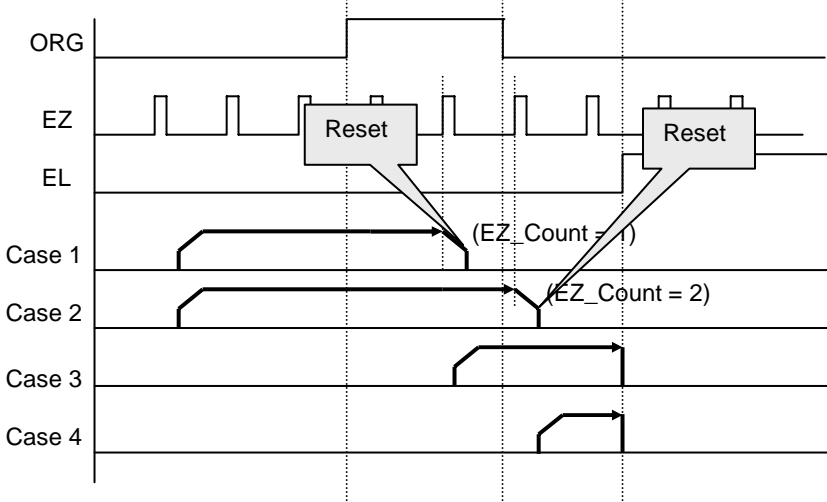 ORG
EZ
Reset
Reset
EL
(EZ_Count = 1)
Case 1
(EZ_Count = 2)
Case 2
Case 3
Case 4